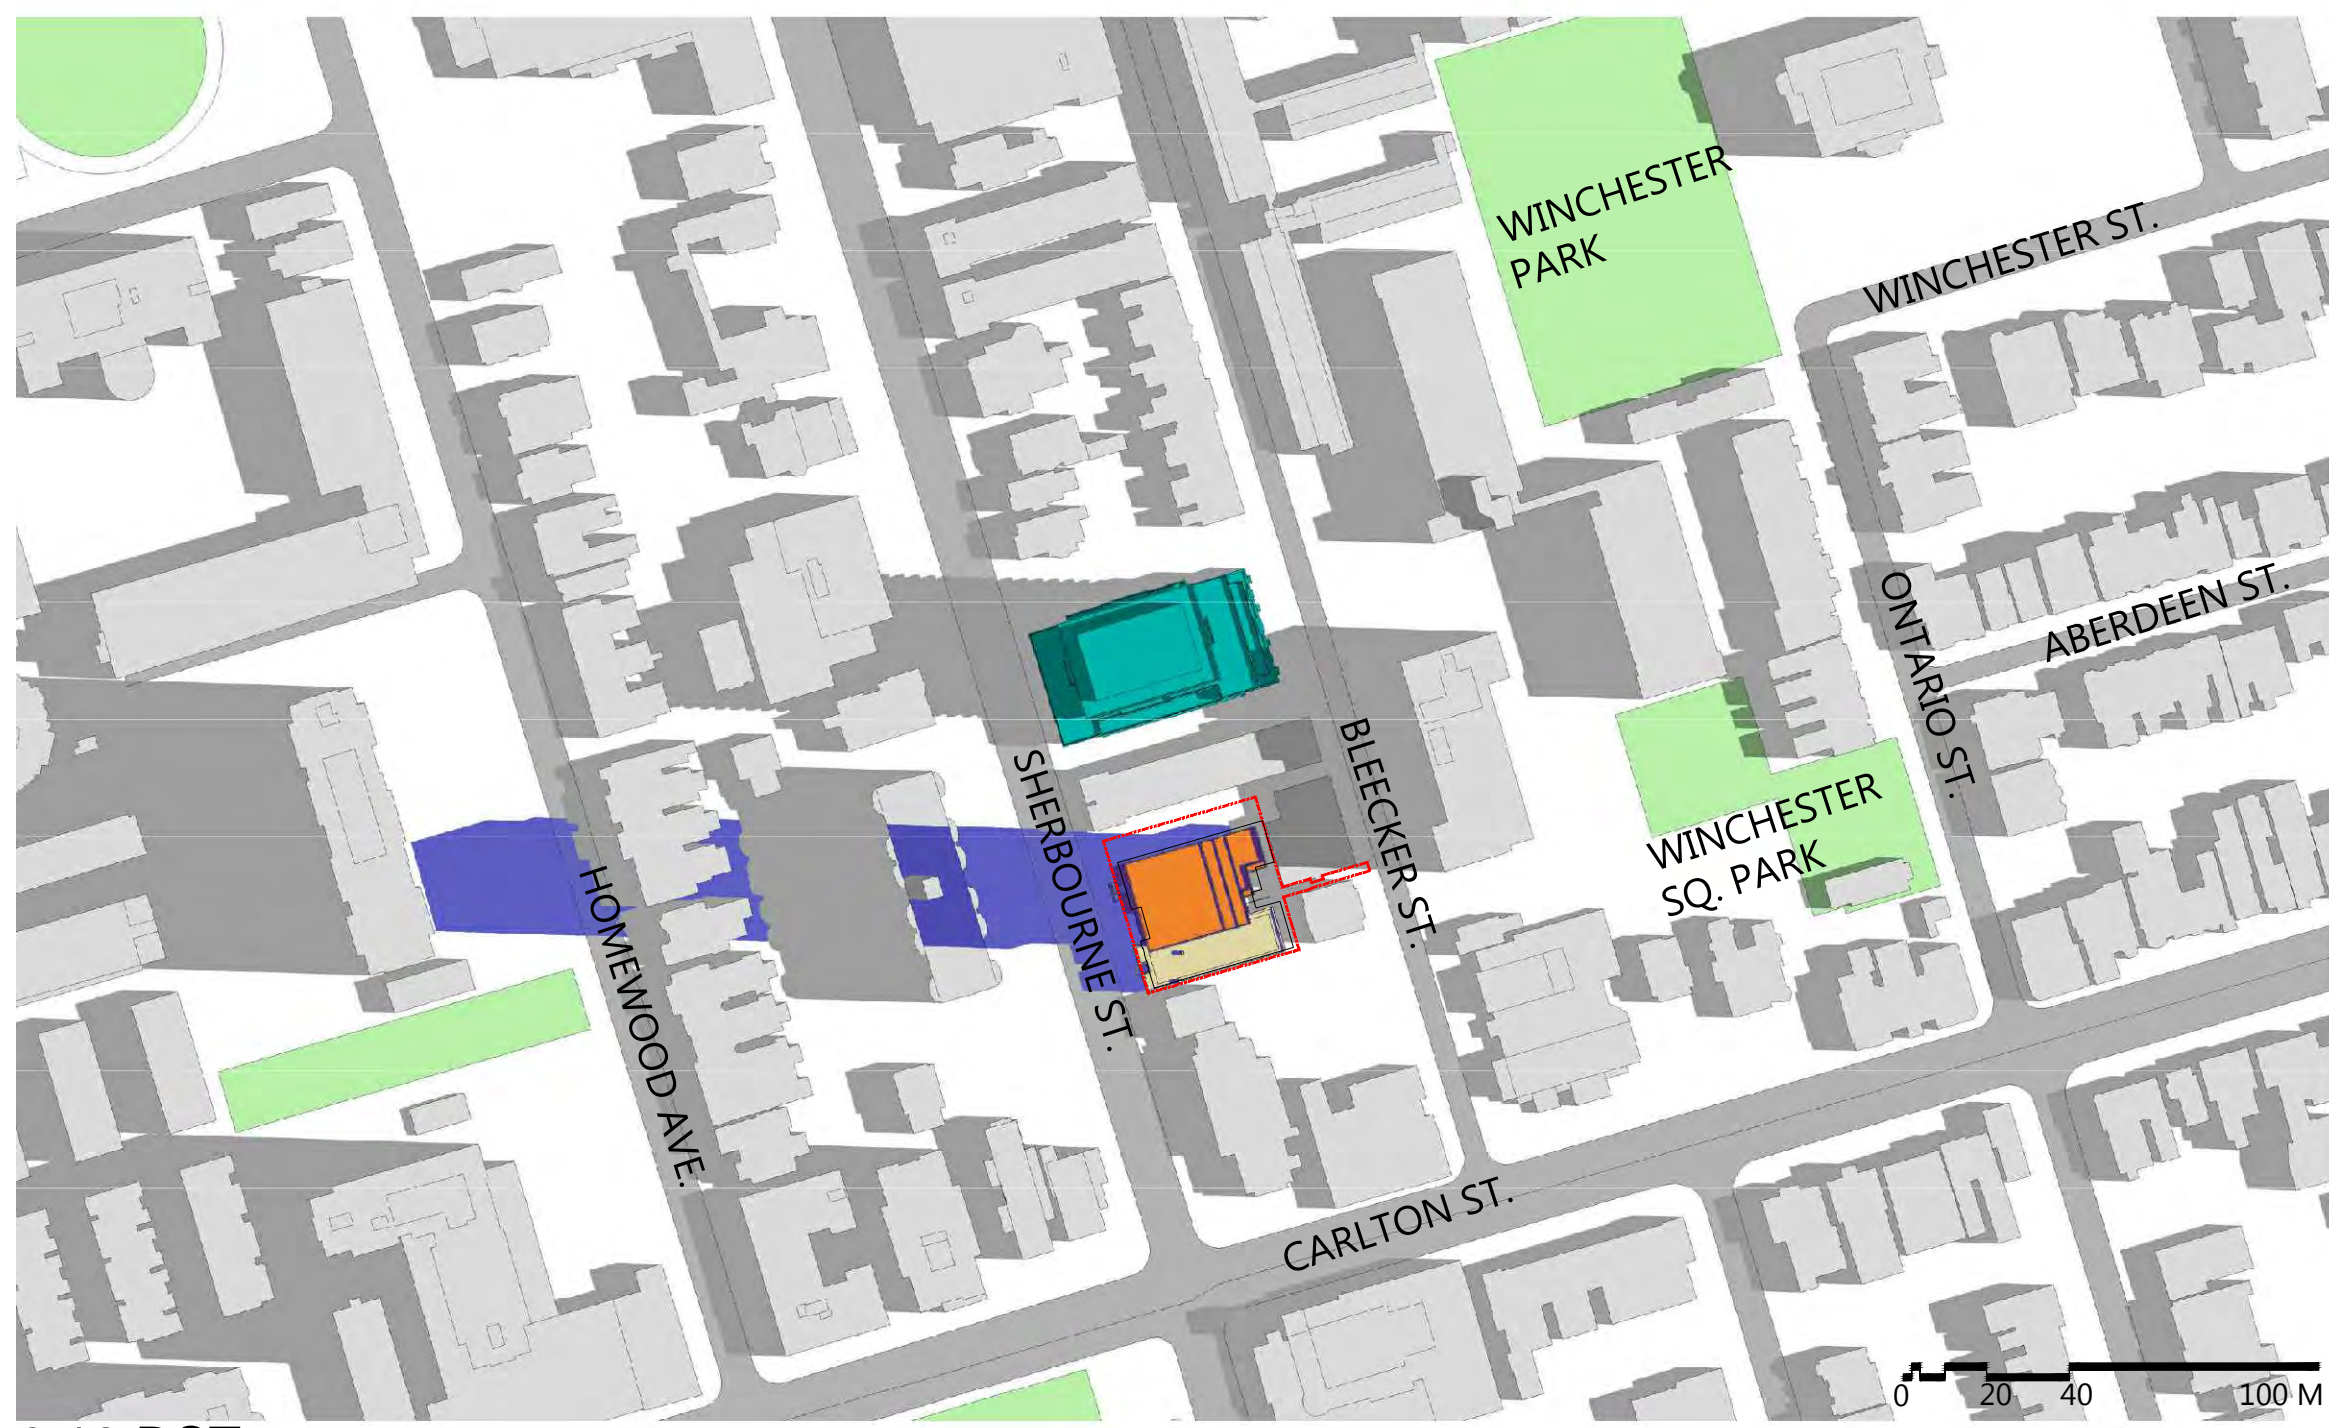 WINCHESTER
PARK
WINCHESTER ST.
ONTARIO ST.
ABERDEEN ST.
SHERBOURNE ST.
BLEECKER ST.
WINCHESTER
SQ. PARK
HOMEWOOD AVE.
CARLTON ST.
0 20 40 100 M